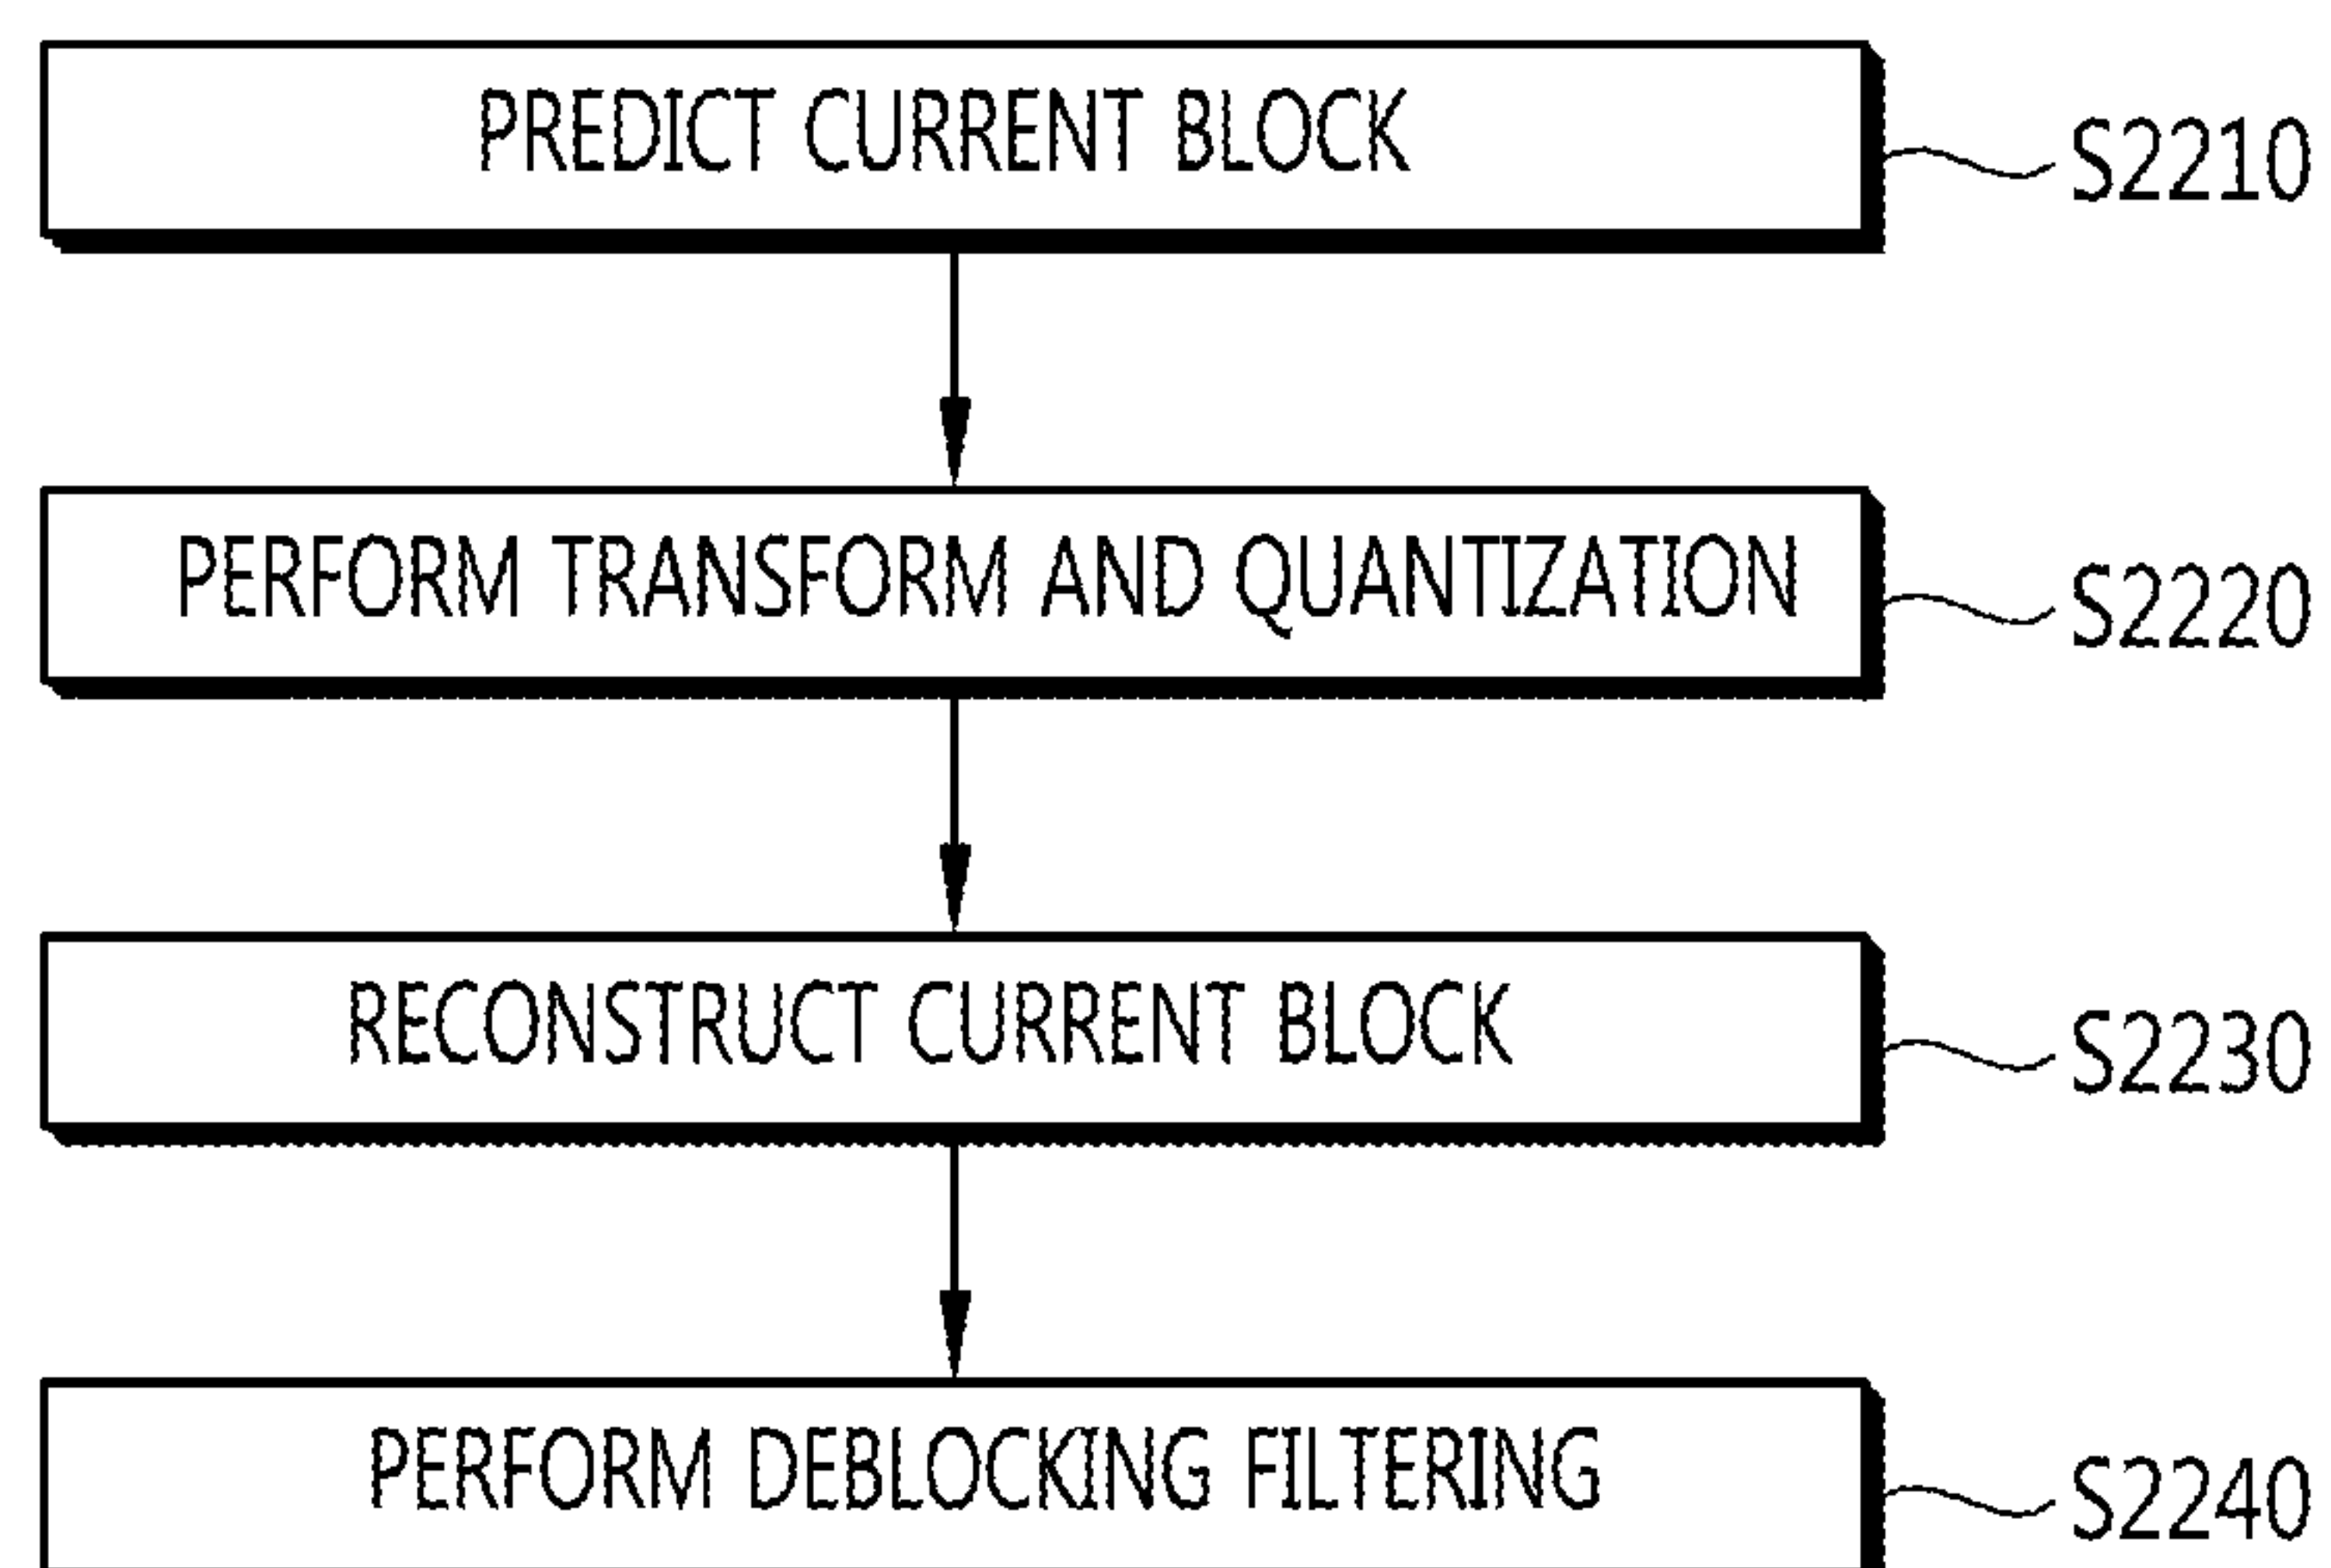 PREDICT CURRENT BLOCK
S2210
PERFORM TRANSFORM AND QUANTIZATION
S2220
RECONSTRUCT CURRENT BLOCK
S2230
PERFORM DEBLOCKING FILTERING
S2240